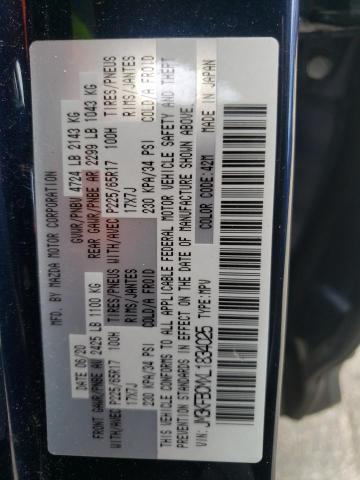 MFD. BY MAZDA MOTOR CORPORATION
DATE 06/20 GVWR/PNBV 4724 LB 2143 KG
FRONT GAWR/PNBE AV 2425 LB 1100 KG REAR GAWR/PNBE AR 2299 LB 1043 KG
WITH/AVEC P225/65R17 100H TIRES/PNEUS WITH/AVEC P225/65R17 100H TIRES/PNEUS
17X7J RIMS/JANTES 17X7J RIMS/JANTES
230 KPA/34 PSI COLD/A FROID 230 KPA/34 PSI COLD/A FROID
THIS VEHICLE CONFORMS TO ALL APPLICABLE FEDERAL MOTOR VEHICLE SAFETY AND THEFT
PREVENTION STANDARDS IN EFFECT ON THE DATE OF MANUFACTURE SHOWN ABOVE.
MADE IN JAPAN
VIN: TYPE: MPV COLOR CODE: 42M